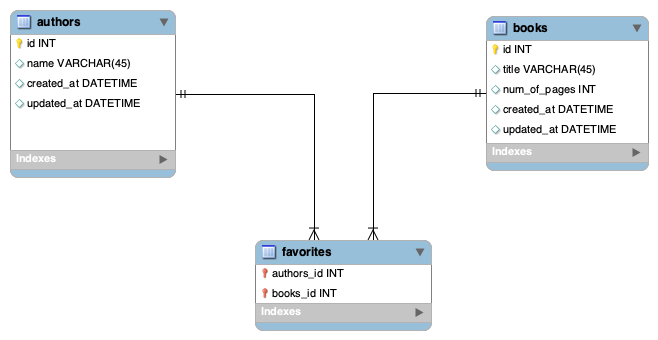 authors
id INT
name VARCHAR(45)
created_at DATETIME
updated_at DATETIME
Indexes
books
id INT
title VARCHAR(45)
num_of_pages INT
created_at DATETIME
updated_at DATETIME
Indexes
favorites
authors_id INT
books_id INT
Indexes